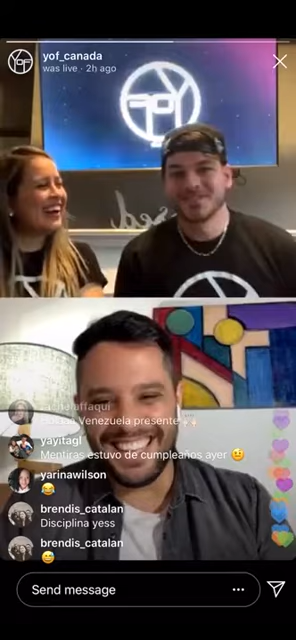 yof_canada
was live · 2h ago
YOF
YOF
Venezuela presente 🙌🏻
yayitagl
Mentiras estuvo de cumpleaños ayer 😉
yarinawilson
😂
brendis_catalan
Disciplina yess
brendis_catalan
😅
Send message